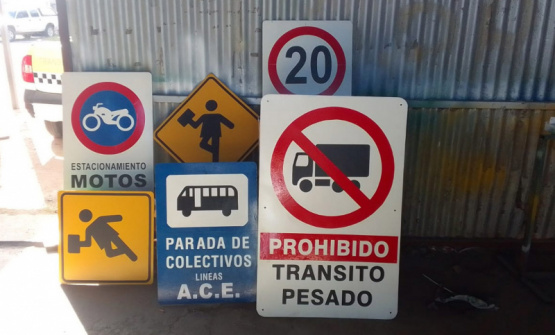 20
ESTACIONAMIENTO
MOTOS
PARADA DE
COLECTIVOS
LINEAS
A.C.E.
PROHIBIDO
TRANSITO
PESADO